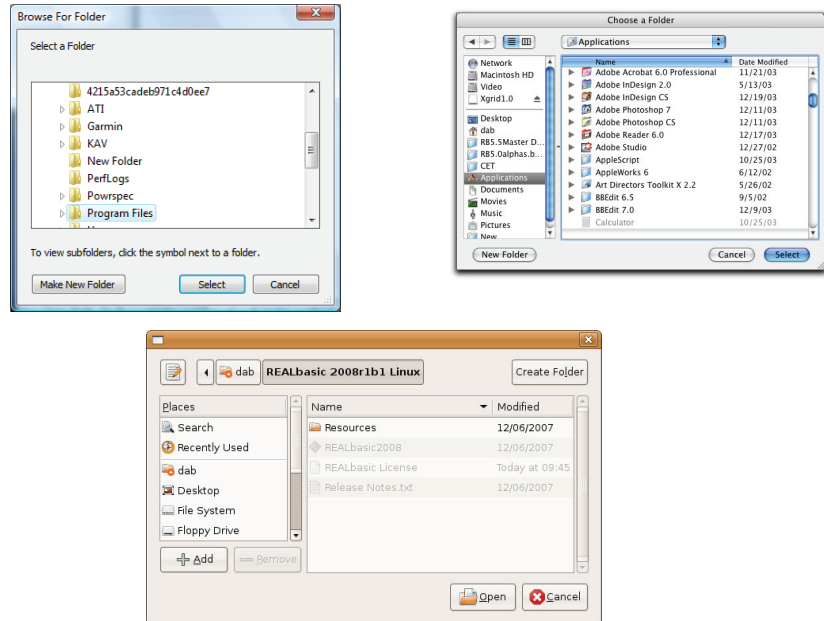 Browse For Folder
Select a Folder
4215a53cadeb971c4d0ee7
ATI
Garmin
KAV
New Folder
PerfLogs
Powrspec
Program Files
To view subfolders, click the symbol next to a folder.
Make New Folder Select Cancel
Choose a Folder
Applications
Network
Macintosh HD
Video
Xgrid1.0
Desktop
dab
RB5.5Master D...
RB5.0alphas.b...
CET
Applications
Documents
Movies
Music
Pictures
New
Name Date Modified
Adobe Acrobat 6.0 Professional 11/21/03
Adobe InDesign 2.0 5/13/03
Adobe InDesign CS 12/19/03
Adobe Photoshop 7 12/11/03
Adobe Photoshop CS 12/11/03
Adobe Reader 6.0 12/17/03
Adobe Studio 12/27/02
AppleScript 10/25/03
AppleWorks 6 6/12/02
Art Directors Toolkit X 2.2 5/26/02
BBEdit 6.5 9/5/02
BBEdit 7.0 12/9/03
Calculator 10/25/03
New Folder Cancel Select
dab REALbasic 2008r1b1 Linux Create Folder
Places
Search
Recently Used
dab
Desktop
File System
Floppy Drive
Name Modified
Resources 12/06/2007
REALbasic2008 12/06/2007
REALbasic License Today at 09:45
Release Notes.txt 12/06/2007
Add Remove
Open Cancel